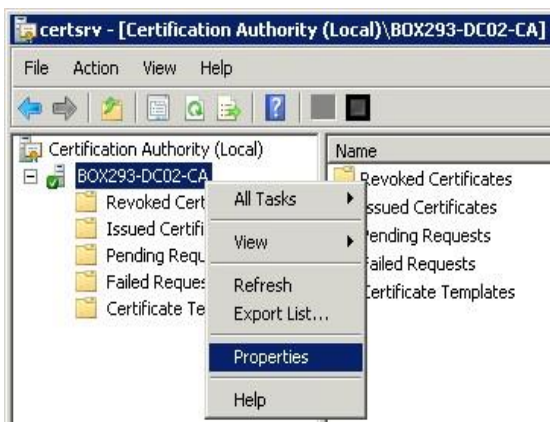 certsrv - [Certification Authority (Local)\BOX293-DC02-CA]
File Action View Help
Certification Authority (Local)
BOX293-DC02-CA
Revoked Cert
Issued Certifi
Pending Requ
Failed Reques
Certificate Te
All Tasks
View
Refresh
Export List...
Properties
Help
Name
Revoked Certificates
ssued Certificates
ending Requests
ailed Requests
ertificate Templates